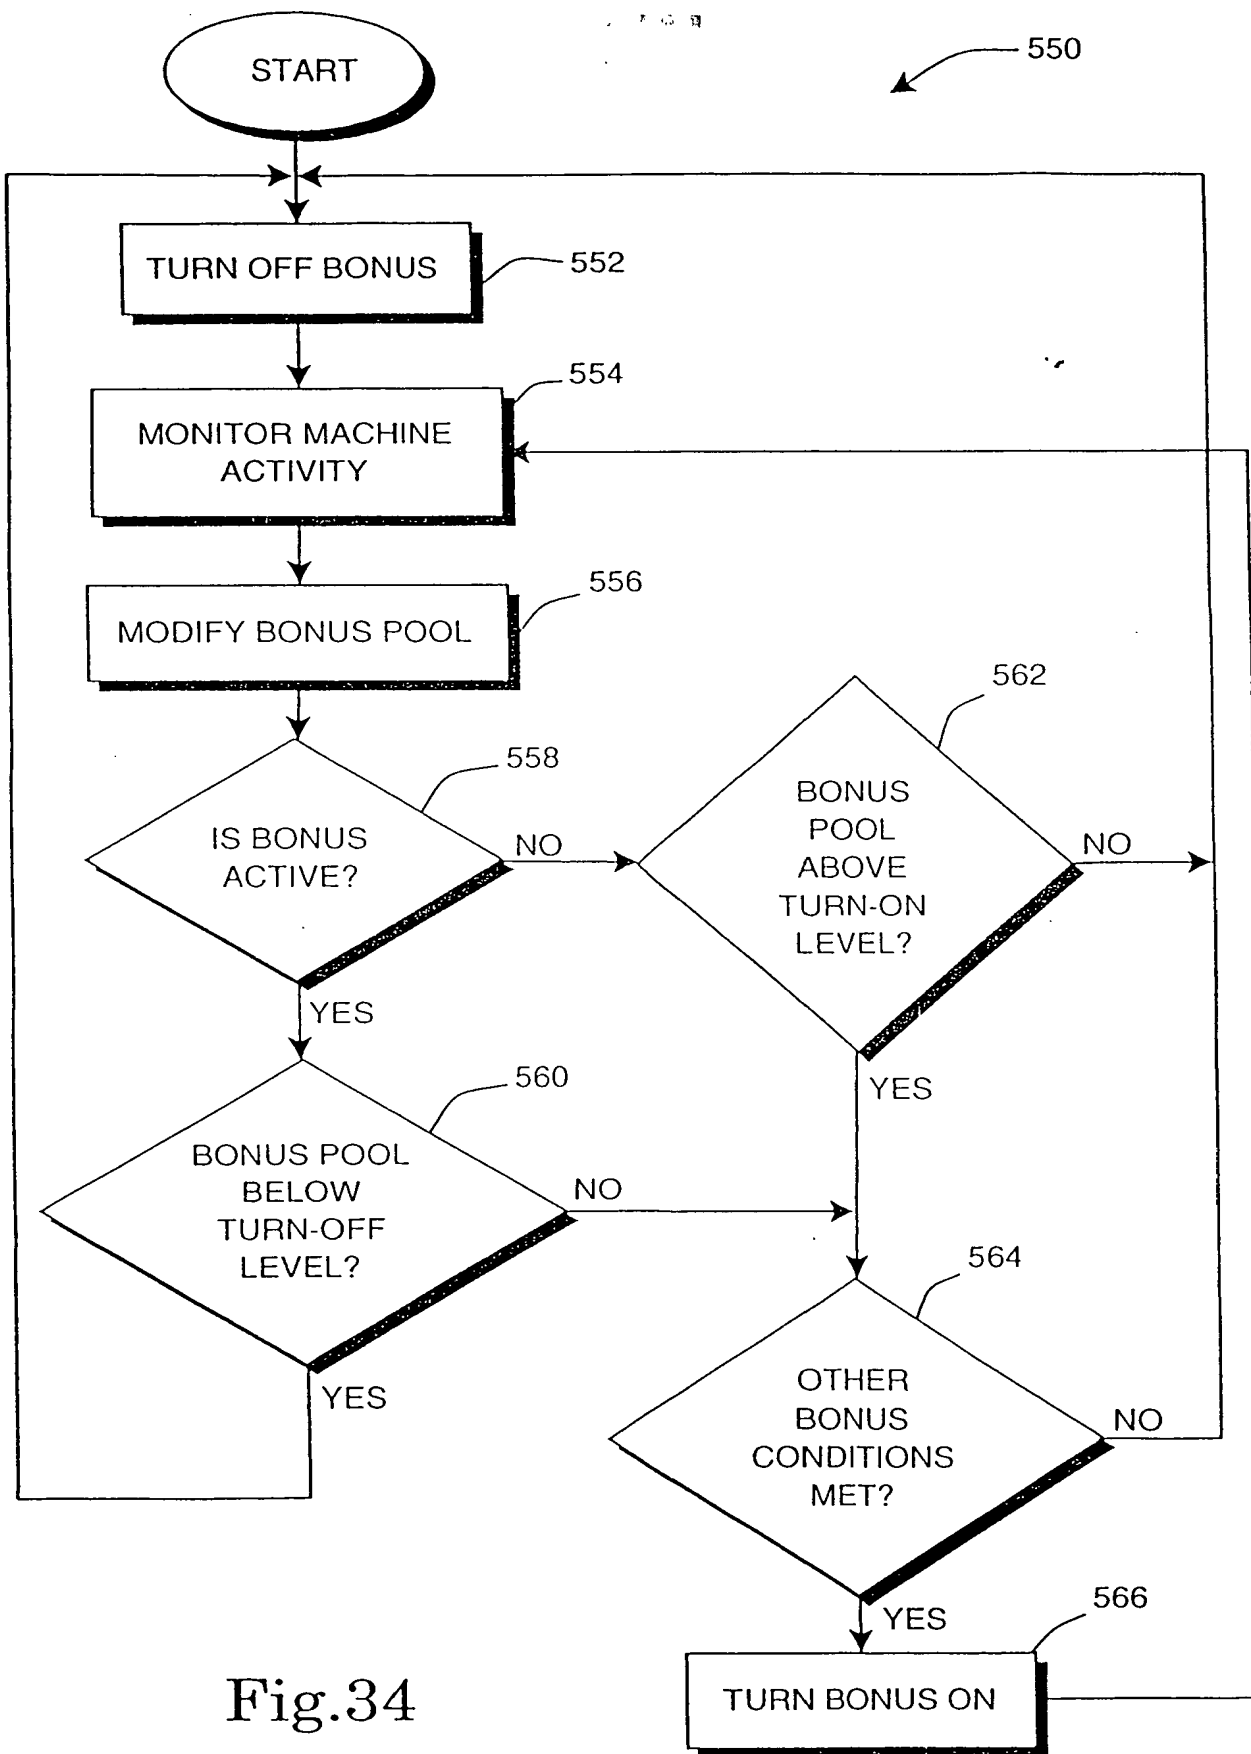 START
550
TURN OFF BONUS
552
554
MONITOR MACHINE
ACTIVITY
556
MODIFY BONUS POOL
558
IS BONUS
ACTIVE?
NO
YES
562
BONUS
POOL
ABOVE
TURN-ON
LEVEL?
NO
YES
560
BONUS POOL
BELOW
TURN-OFF
LEVEL?
NO
YES
564
OTHER
BONUS
CONDITIONS
MET?
NO
YES
566
TURN BONUS ON
Fig.34